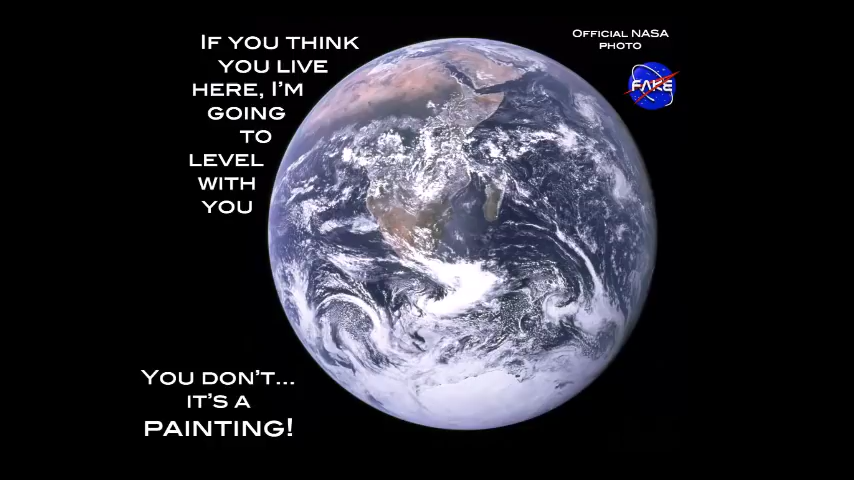 If you think
you live
here, I'm
going
to
level
with
you
Official NASA
photo
FAKE
You don't...
it's a
painting!